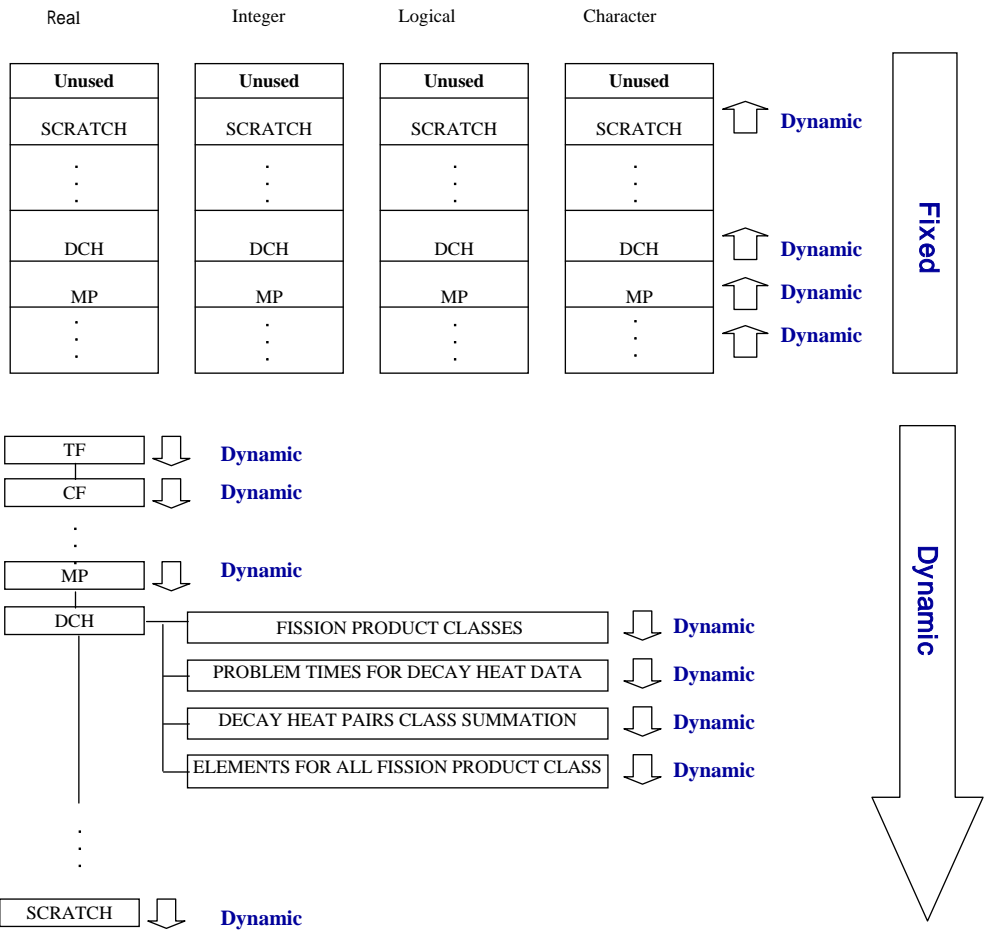 Real Integer Logical Character
Unused Unused Unused Unused
SCRATCH SCRATCH SCRATCH SCRATCH Dynamic
DCH DCH DCH DCH Dynamic
MP MP MP MP Dynamic
Dynamic
Fixed
TF Dynamic
CF Dynamic
MP Dynamic
DCH
FISSION PRODUCT CLASSES Dynamic
PROBLEM TIMES FOR DECAY HEAT DATA Dynamic
DECAY HEAT PAIRS CLASS SUMMATION Dynamic
ELEMENTS FOR ALL FISSION PRODUCT CLASS Dynamic
Dynamic
SCRATCH Dynamic